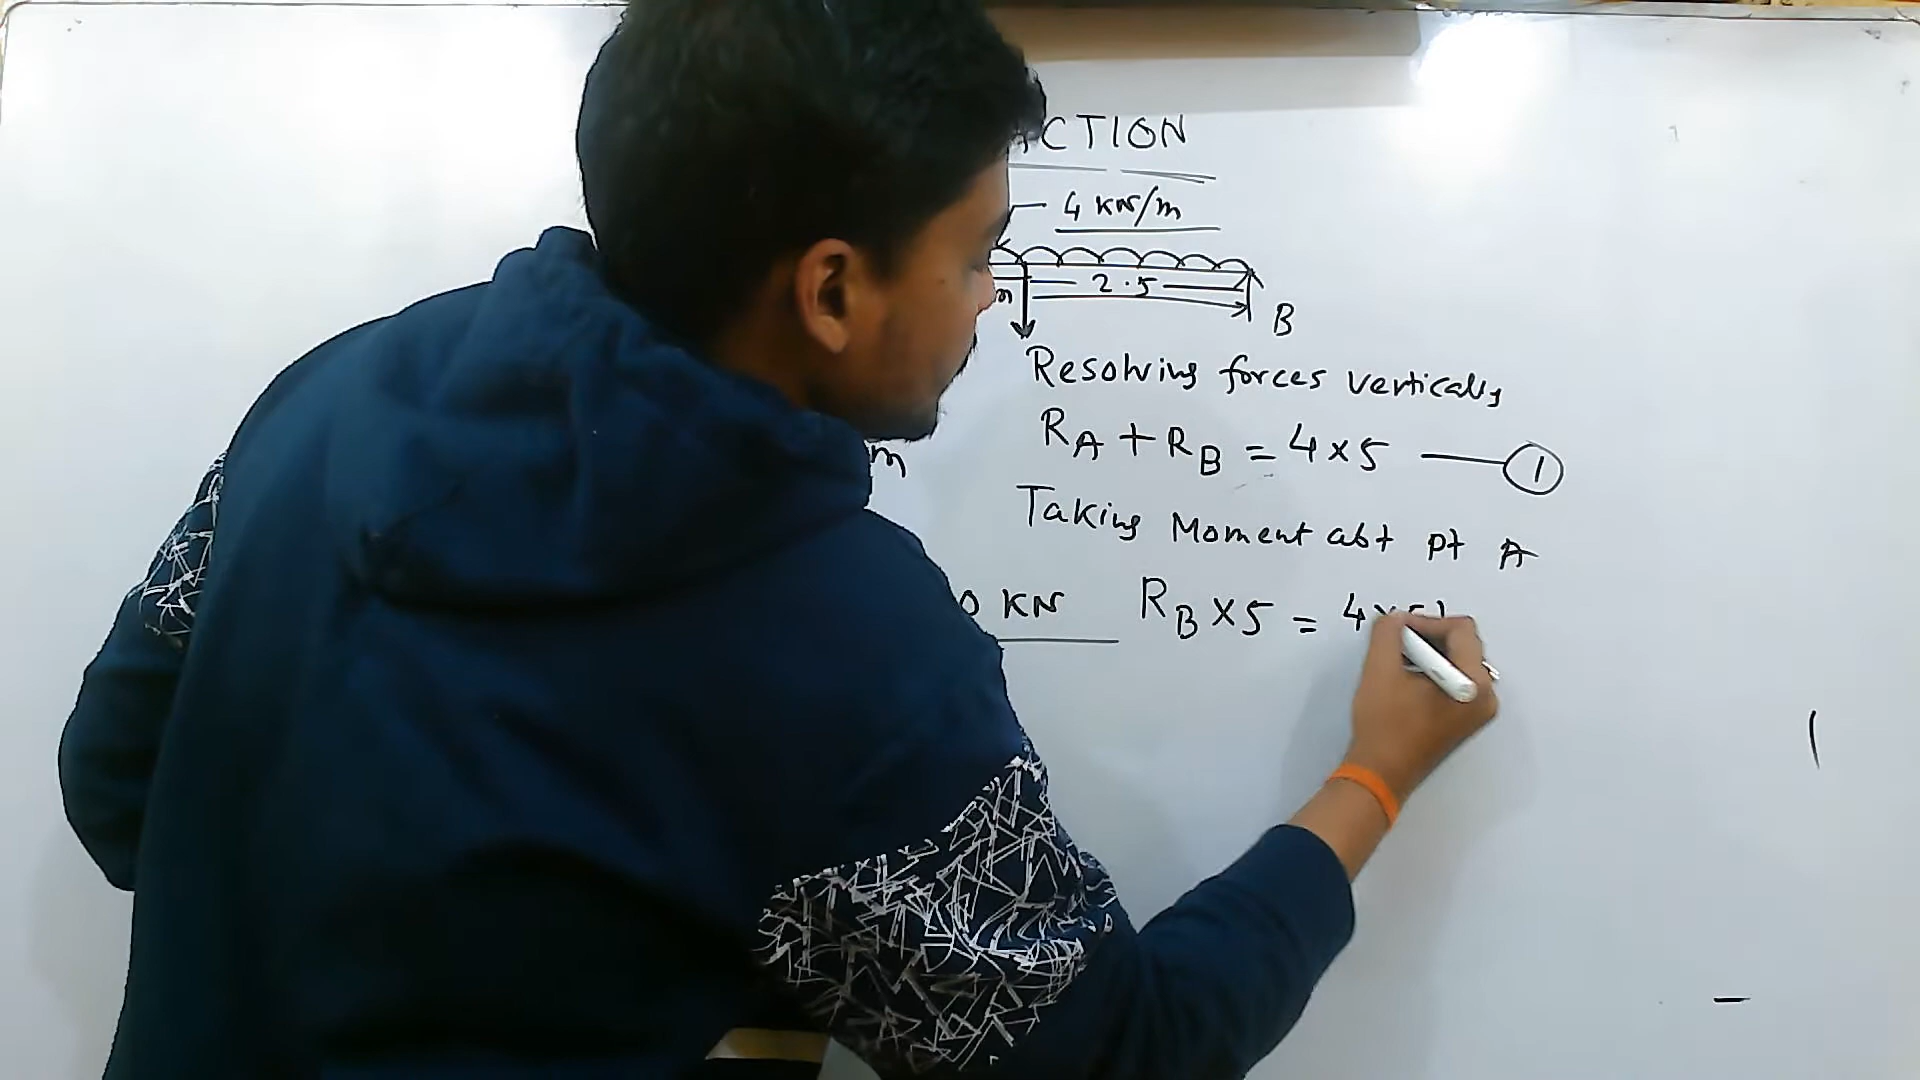 CTION
4 KN/m
m 2.5
B
Resolving forces vertically
RA + RB = 4×5 — 1
m
Taking Moment abt pt A
0 KN RB×5 = 4×5